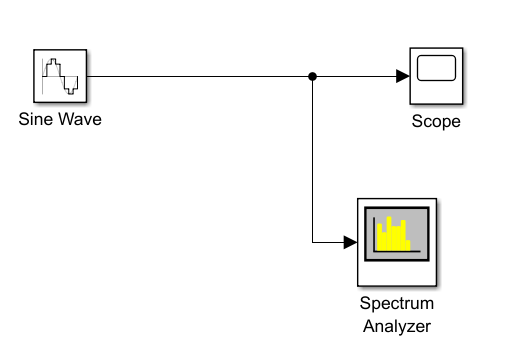 Sine Wave
Scope
Spectrum
Analyzer